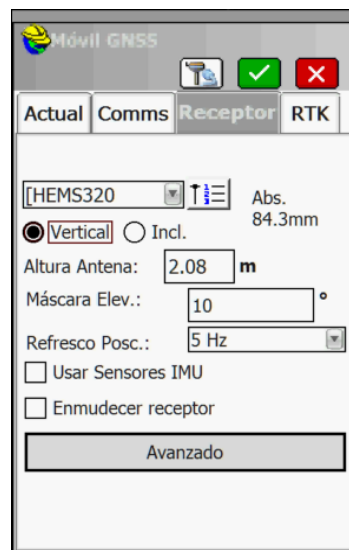 Móvil GNSS
Actual Comms Receptor RTK
[HEMS320 Abs.
84.3mm
Vertical Incl.
Altura Antena: 2.08 m
Máscara Elev.: 10 °
Refresco Posc.: 5 Hz
Usar Sensores IMU
Enmudecer receptor
Avanzado